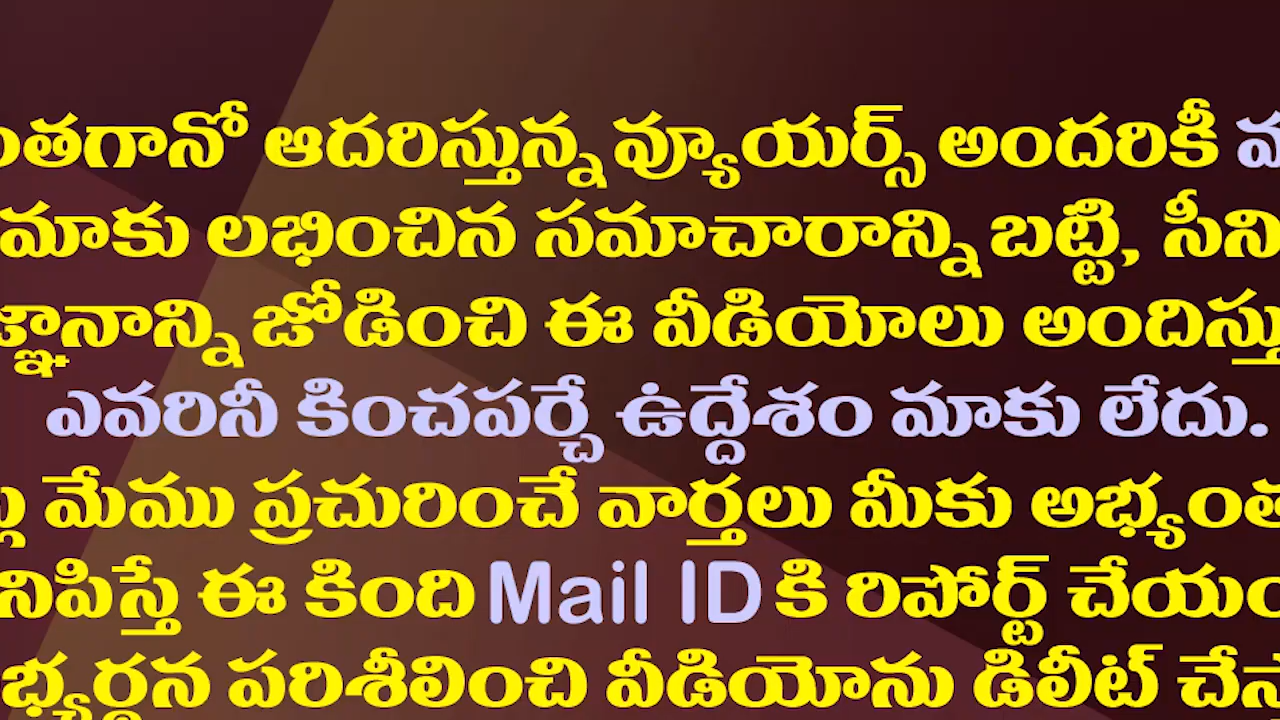 ఆదరిస్తున్న వ్యూయర్స్ అందరికీ
మాకు లభించిన సమాచారాన్ని బట్టి,
జోడించి ఈ వీడియోలు
ఎవరినీ కించపర్చే ఉద్దేశం మాకు లేదు.
మేము ప్రచురించే వార్తలు మీకు
ఈ కింది Mail ID కి రిపోర్ట్
పరిశీలించి వీడియోను డిలీట్